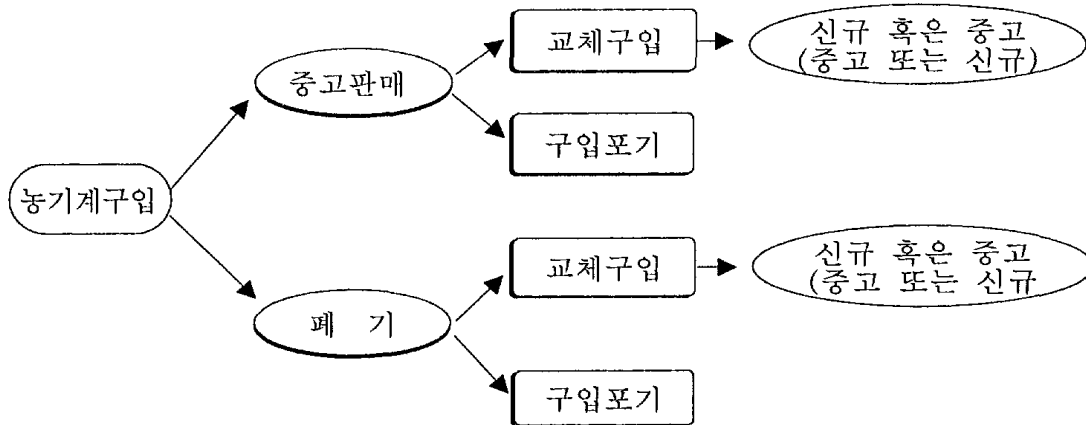 교체구입
신규 혹은 중고
(중고 또는 신규)
중고판매
구입포기
농기계구입
교체구입
신규 혹은 중고
(중고 또는 신규
폐 기
구입포기